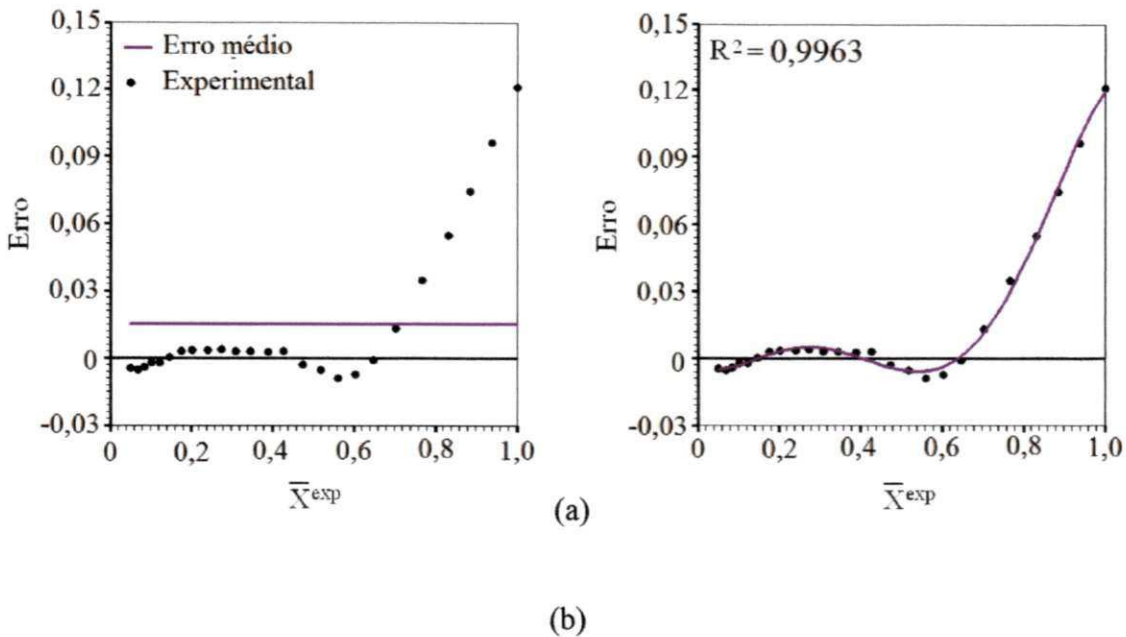 0,15
Erro médio
Experimental
0,12
0,09
0,06
0,03
0
-0,03
Erro
0 0,2 0,4 0,6 0,8 1,0
X̅exp
0,15
R² = 0,9963
0,12
0,09
0,06
0,03
0
-0,03
Erro
0 0,2 0,4 0,6 0,8 1,0
X̅exp
(a)
(b)